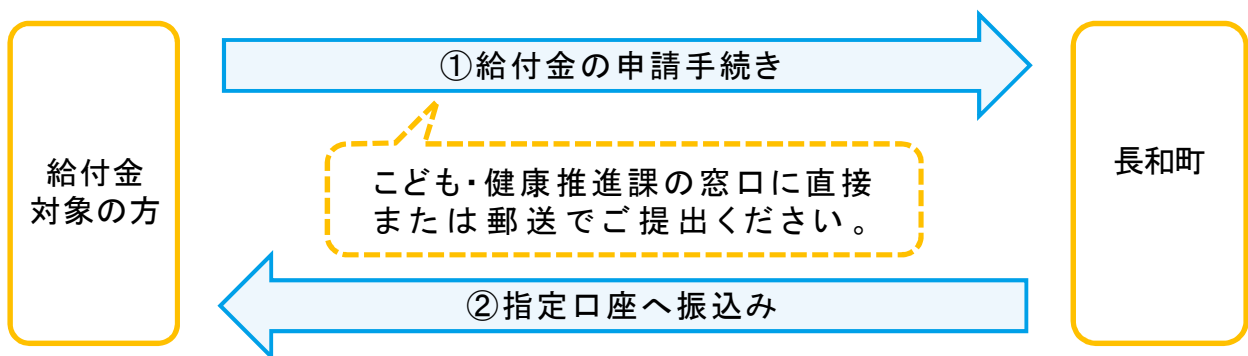 給付金
対象の方
①給付金の申請手続き
こども・健康推進課の窓口に直接
または郵送でご提出ください。
②指定口座へ振込み
長和町